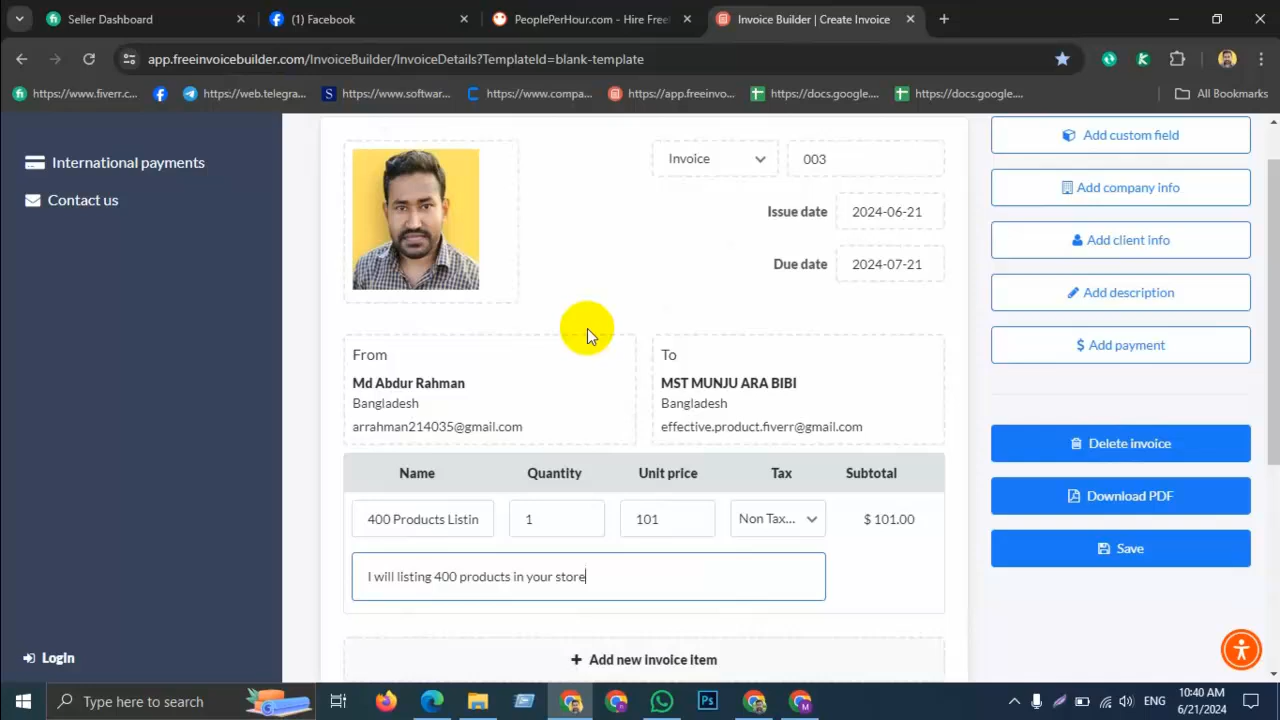 Seller Dashboard
(1) Facebook
PeoplePerHour.com - Hire Free
Invoice Builder | Create Invoice
app.freeinvoicebuilder.com/InvoiceBuilder/InvoiceDetails?TemplateId=blank-template
https://www.fiverr.c...
https://web.telegra...
https://www.softwar...
https://www.compa...
https://app.freeinvo...
https://docs.google....
https://docs.google....
All Bookmarks
International payments
Contact us
Login
Invoice
003
Issue date
2024-06-21
Due date
2024-07-21
From
Md Abdur Rahman
Bangladesh
arrahman214035@gmail.com
To
MST MUNJU ARA BIBI
Bangladesh
effective.product.fiverr@gmail.com
Name
Quantity
Unit price
Tax
Subtotal
400 Products Listin
1
101
Non Tax...
$ 101.00
I will listing 400 products in your store
+ Add new invoice item
Add custom field
Add company info
Add client info
Add description
$ Add payment
Delete invoice
Download PDF
Save
Type here to search
ENG
10:40 AM
6/21/2024